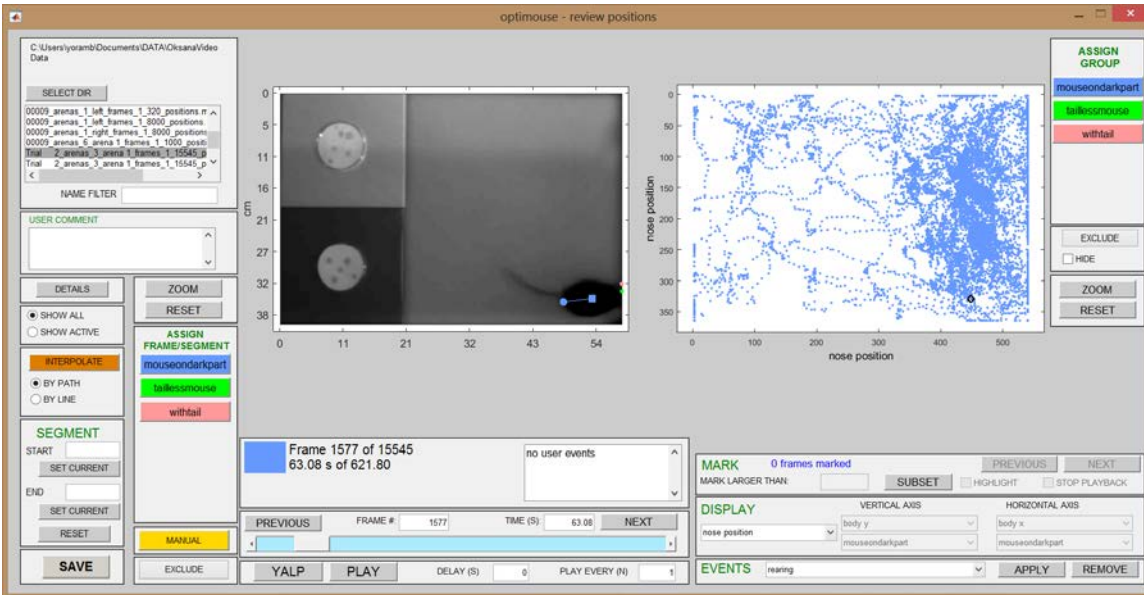 optimouse - review positions
C:\Users\yoramb\Documents\DATA\OksanaVideo
Data
SELECT DIR
00009_arenas_1_left_frames_1_320_positions.m
00009_arenas_1_left_frames_1_8000_positions.
00009_arenas_1_right_frames_1_8000_positions
00009_arenas_6_arena 1_frames_1_1000_positi
Trial 2_arenas_3_arena 1_frames_1_15545_p
Trial 2_arenas_3_arena 1_frames_1_15545_p
NAME FILTER
USER COMMENT
DETAILS
SHOW ALL
SHOW ACTIVE
INTERPOLATE
BY PATH
BY LINE
SEGMENT
START
SET CURRENT
END
SET CURRENT
RESET
SAVE
ZOOM
RESET
ASSIGN
FRAME/SEGMENT
mouseondarkpart
taillessmouse
withtail
MANUAL
EXCLUDE
cm
0
5
11
16
21
27
32
38
0 11 21 32 43 54
nose position
0
50
100
150
200
250
300
350
0 100 200 300 400 500
nose position
ASSIGN
GROUP
mouseondarkpart
taillessmouse
withtail
EXCLUDE
HIDE
ZOOM
RESET
Frame 1577 of 15545
63.08 s of 621.80
no user events
PREVIOUS FRAME #: 1577 TIME (S): 63.08 NEXT
YALP PLAY DELAY (S) 0 PLAY EVERY (N) 1
MARK 0 frames marked PREVIOUS NEXT
MARK LARGER THAN: SUBSET HIGHLIGHT STOP PLAYBACK
DISPLAY VERTICAL AXIS HORIZONTAL AXIS
nose position body y body x
mouseondarkpart mouseondarkpart
EVENTS rearing APPLY REMOVE